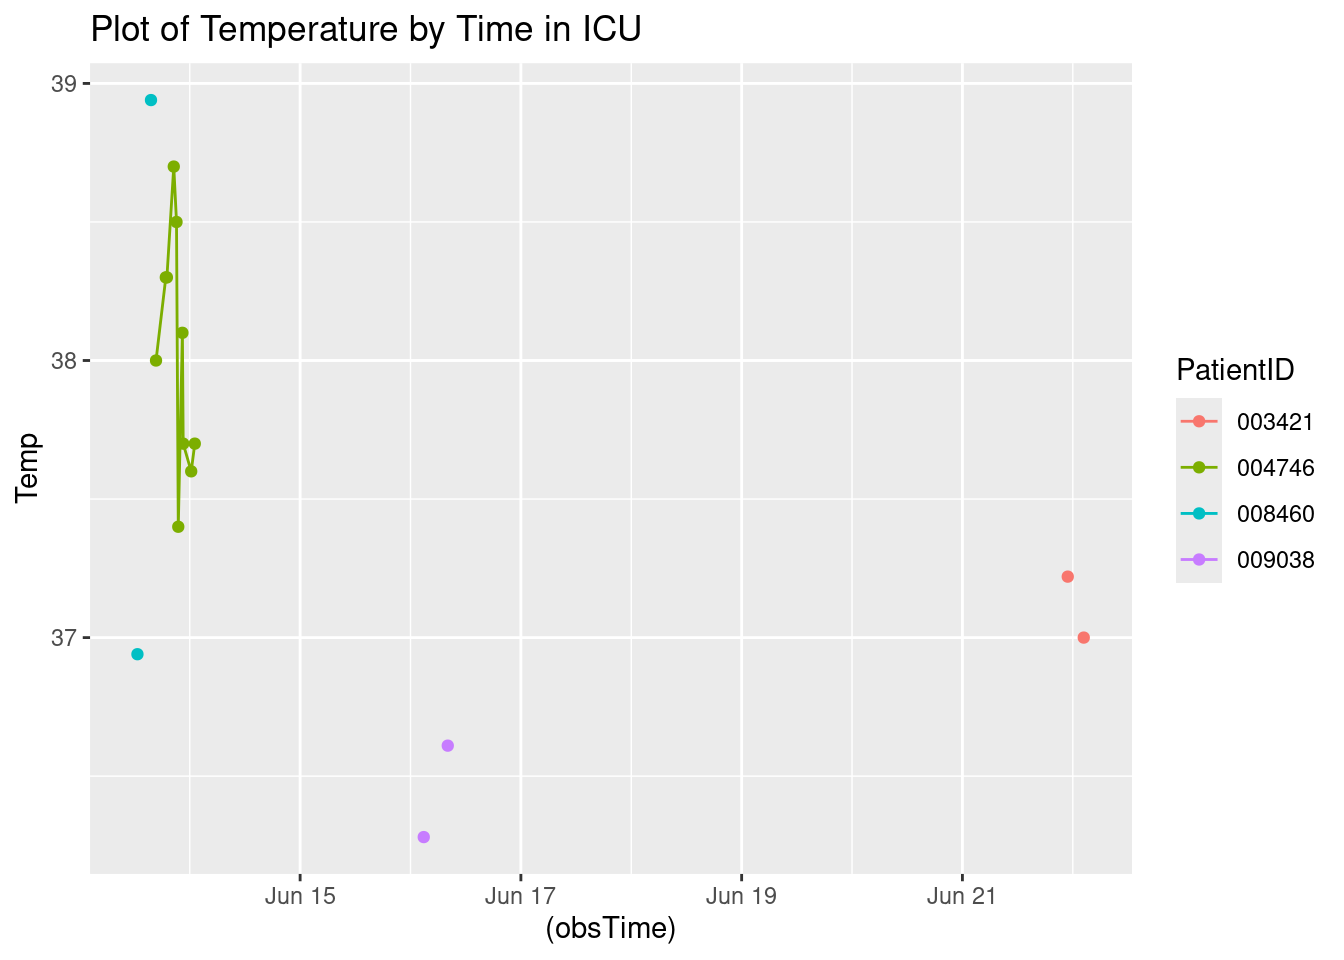 Plot of Temperature by Time in ICU
39
38
37
Temp
Jun 15
Jun 17
Jun 19
Jun 21
(obsTime)
PatientID
003421
004746
008460
009038